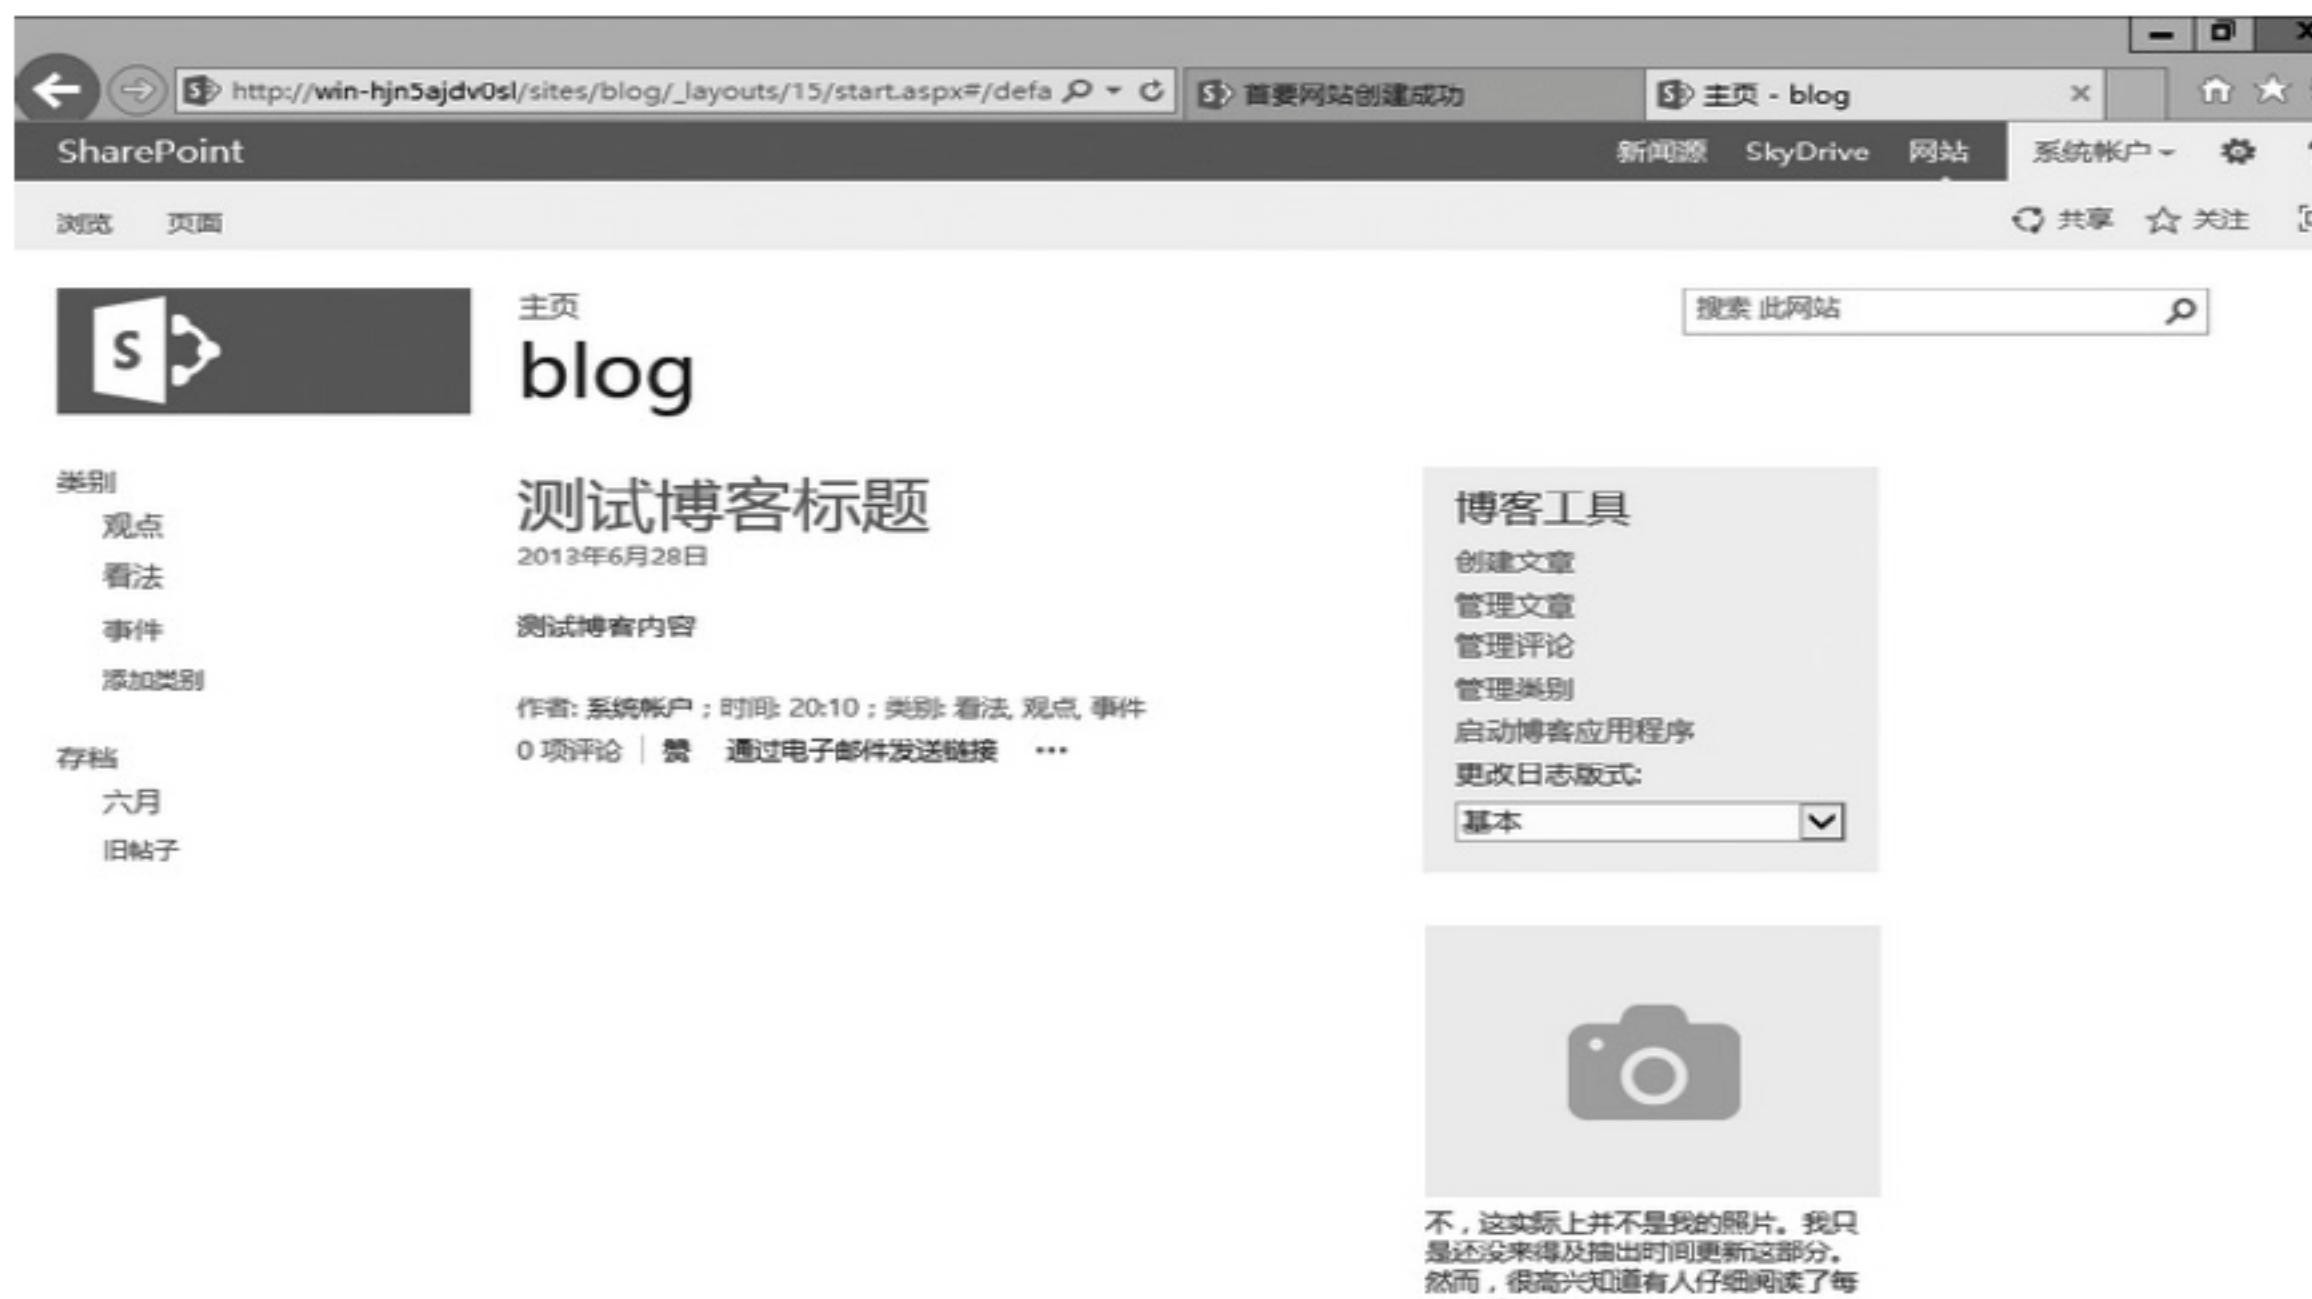 http://win-hjn5ajdv0sl/sites/blog/_layouts/15/start.aspx#/defa
首要网站创建成功
主页 - blog
SharePoint
新闻源 SkyDrive 网站 系统帐户
浏览 页面
共享 关注
S
主页
搜索 此网站
blog
类别
观点
看法
事件
添加类别
存档
六月
旧帖子
测试博客标题
2013年6月28日
测试博客内容
作者: 系统帐户 ; 时间: 20:10 ; 类别: 看法, 观点, 事件
0 项评论 | 赞 通过电子邮件发送链接 •••
博客工具
创建文章
管理文章
管理评论
管理类别
启动博客应用程序
更改日志版式:
基本
不，这实际上并不是我的照片。我只
是还没来得及抽出时间更新这部分。
然而，很高兴知道有人仔细阅读了每